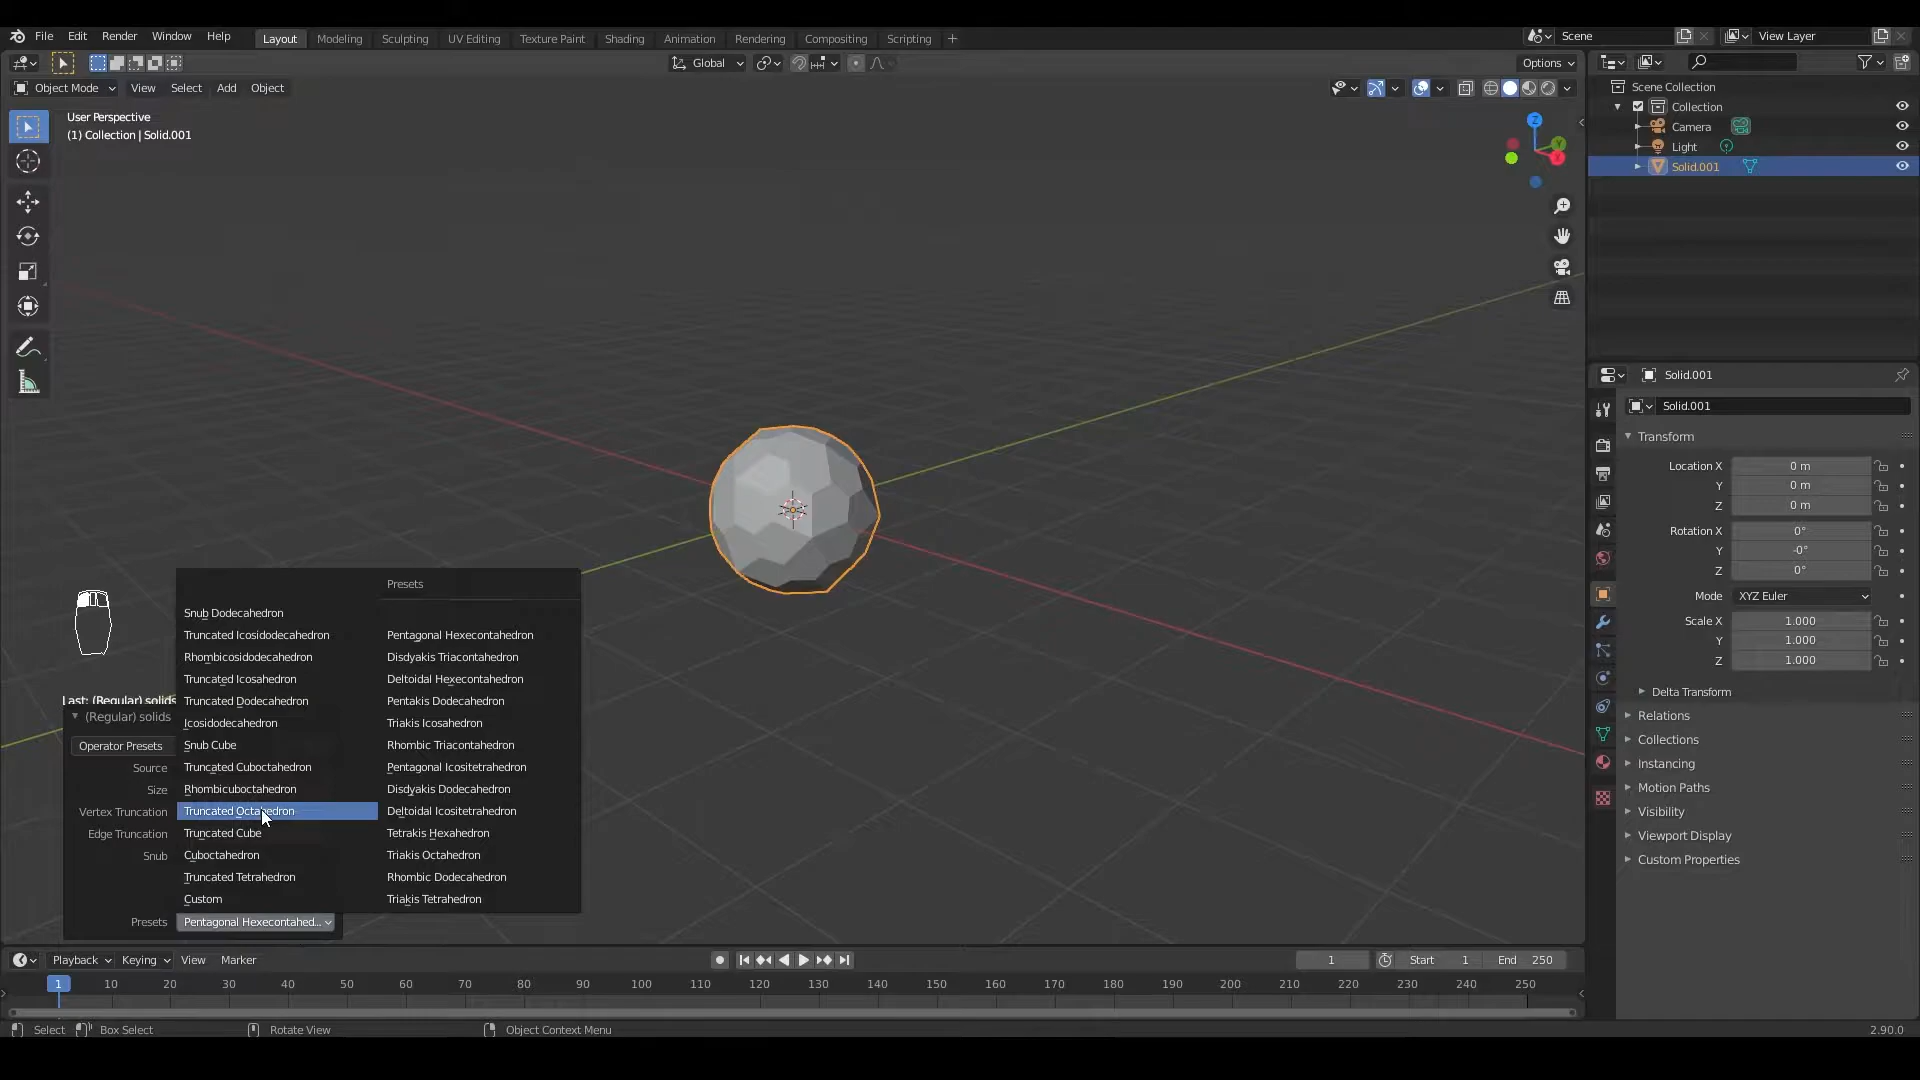 File Edit Render Window Help Layout Modeling Sculpting UV Editing Texture Paint Shading Animation Rendering Compositing Scripting Scene View Layer
Global Options
Object Mode View Select Add Object
User Perspective
(1) Collection | Solid.001
Z
Y
X
Scene Collection
Collection
Camera
Light
Solid.001
Solid.001
Solid.001
Transform
Location X 0 m
Y 0 m
Z 0 m
Rotation X 0°
Y -0°
Z 0°
Mode XYZ Euler
Scale X 1.000
Y 1.000
Z 1.000
Delta Transform
Relations
Collections
Instancing
Motion Paths
Visibility
Viewport Display
Custom Properties
Last: (Regular) solids
(Regular) solids
Operator Presets
Source
Size
Vertex Truncation
Edge Truncation
Snub
Presets Pentagonal Hexecontahed...
Presets
Snub Dodecahedron
Truncated Icosidodecahedron
Rhombicosidodecahedron
Truncated Icosahedron
Truncated Dodecahedron
Icosidodecahedron
Snub Cube
Truncated Cuboctahedron
Rhombicuboctahedron
Truncated Octahedron
Truncated Cube
Cuboctahedron
Truncated Tetrahedron
Custom
Pentagonal Hexecontahedron
Disdyakis Triacontahedron
Deltoidal Hexecontahedron
Pentakis Dodecahedron
Triakis Icosahedron
Rhombic Triacontahedron
Pentagonal Icositetrahedron
Disdyakis Dodecahedron
Deltoidal Icositetrahedron
Tetrakis Hexahedron
Triakis Octahedron
Rhombic Dodecahedron
Triakis Tetrahedron
Playback Keying View Marker 1 Start 1 End 250
1 10 20 30 40 50 60 70 80 90 100 110 120 130 140 150 160 170 180 190 200 210 220 230 240 250
Select Box Select Rotate View Object Context Menu 2.90.0